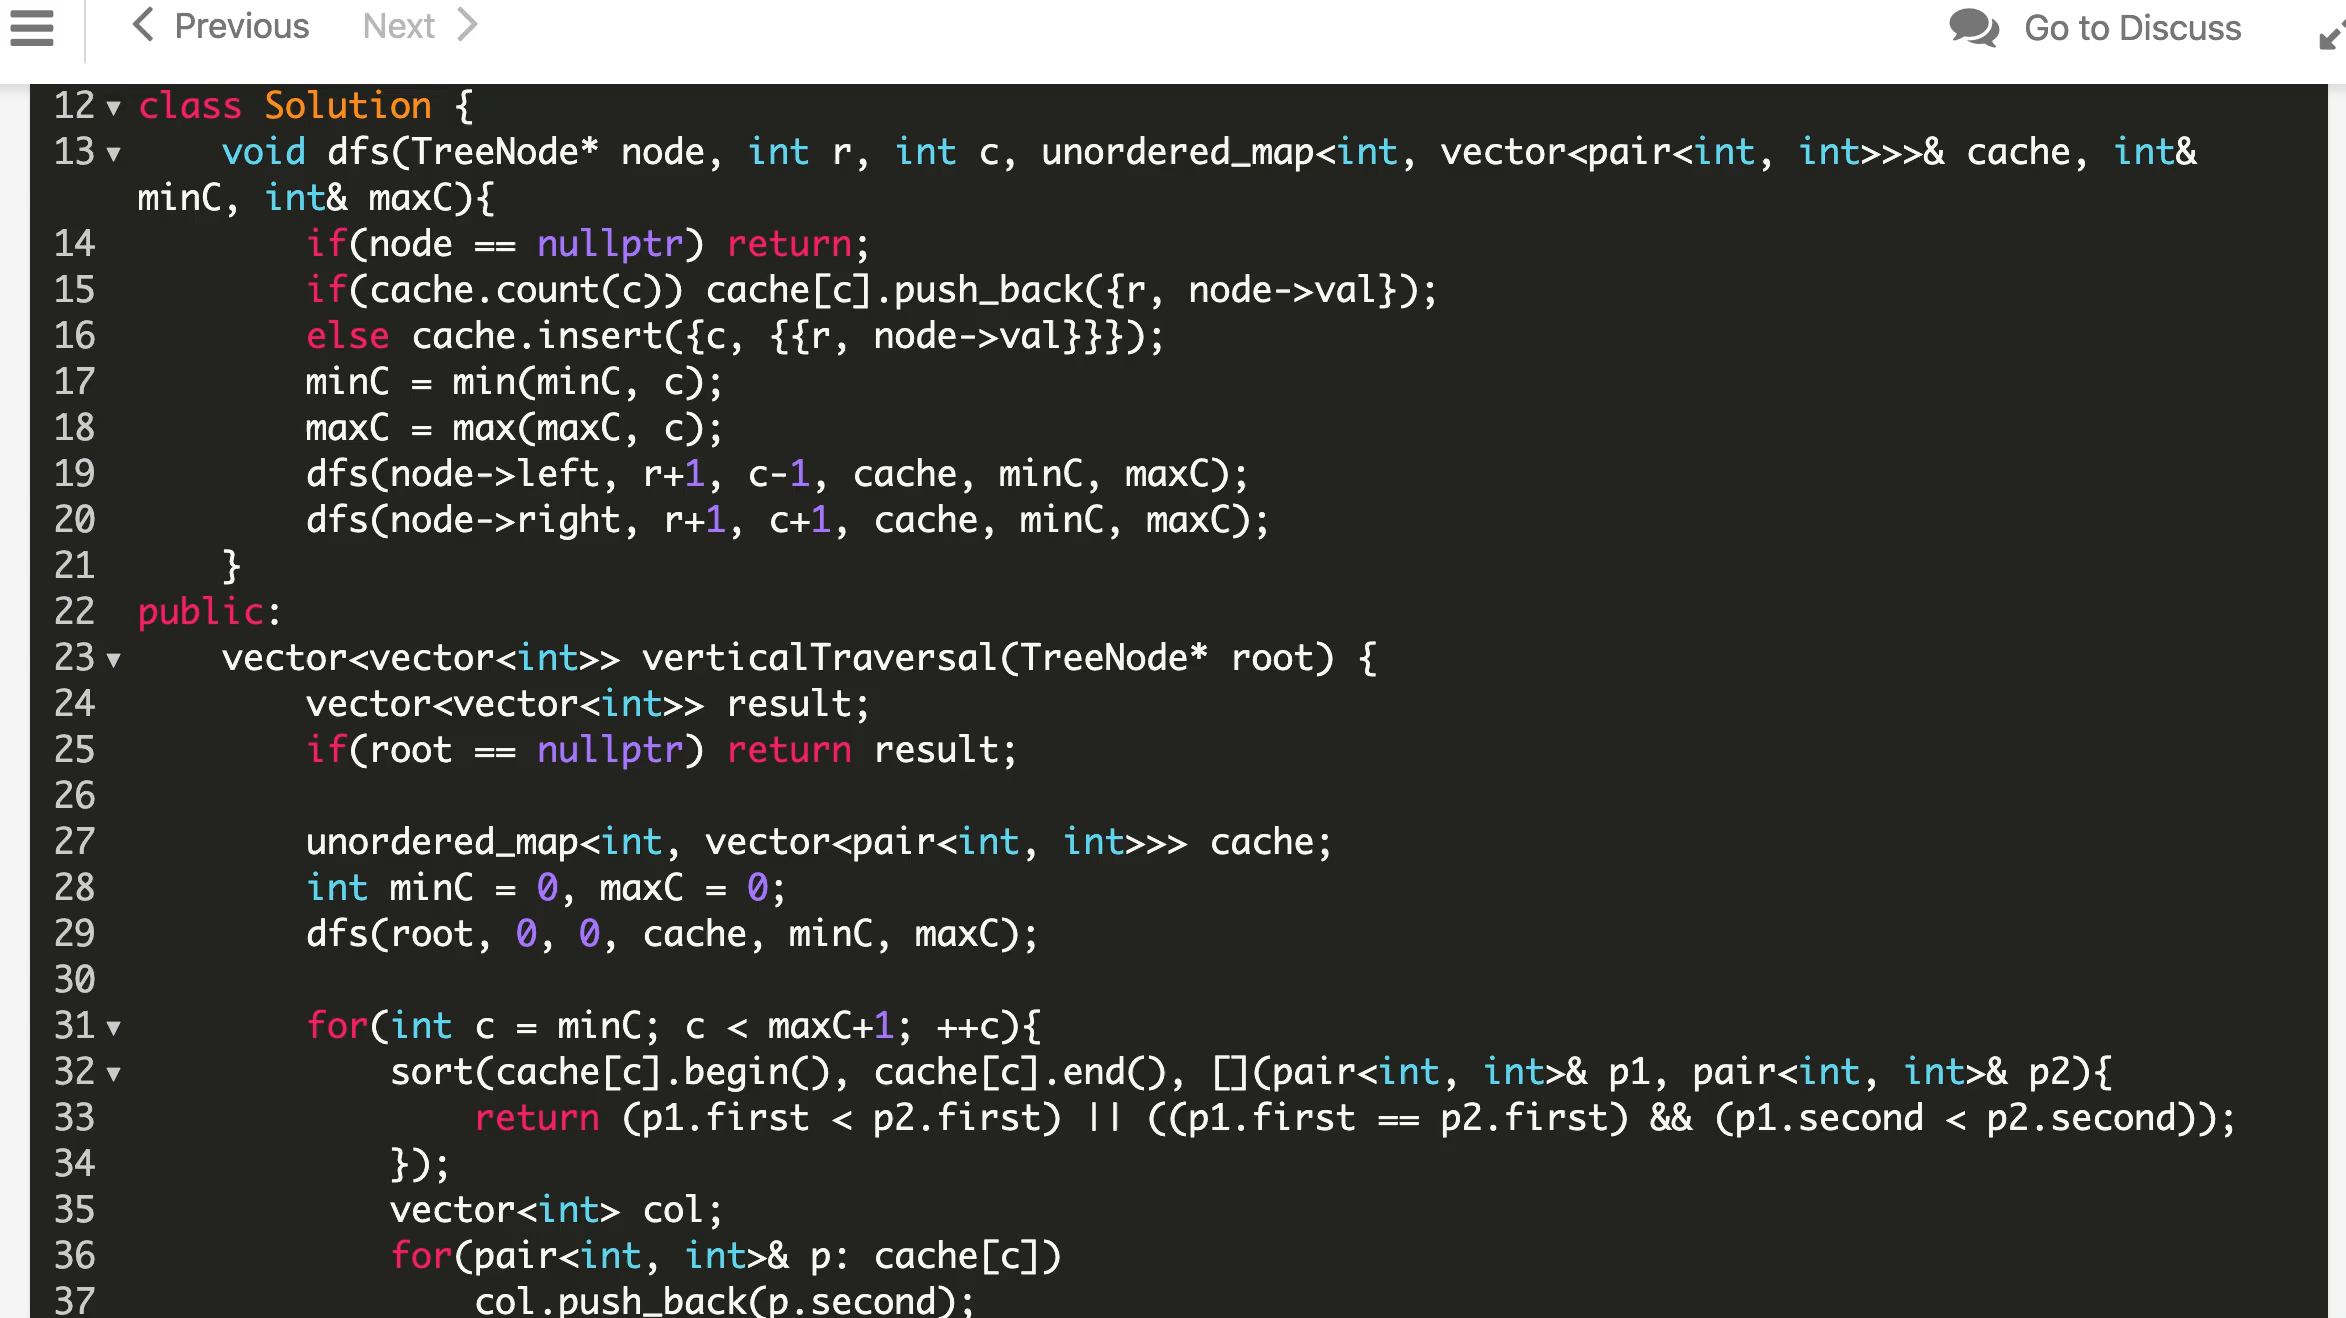 Previous Next Go to Discuss
12 class Solution {
13     void dfs(TreeNode* node, int r, int c, unordered_map<int, vector<pair<int, int>>>& cache, int&
minC, int& maxC){
14         if(node == nullptr) return;
15         if(cache.count(c)) cache[c].push_back({r, node->val});
16         else cache.insert({c, {{r, node->val}}});
17         minC = min(minC, c);
18         maxC = max(maxC, c);
19         dfs(node->left, r+1, c-1, cache, minC, maxC);
20         dfs(node->right, r+1, c+1, cache, minC, maxC);
21     }
22 public:
23     vector<vector<int>> verticalTraversal(TreeNode* root) {
24         vector<vector<int>> result;
25         if(root == nullptr) return result;
26
27         unordered_map<int, vector<pair<int, int>>> cache;
28         int minC = 0, maxC = 0;
29         dfs(root, 0, 0, cache, minC, maxC);
30
31         for(int c = minC; c < maxC+1; ++c){
32             sort(cache[c].begin(), cache[c].end(), [](pair<int, int>& p1, pair<int, int>& p2){
33                 return (p1.first < p2.first) || ((p1.first == p2.first) && (p1.second < p2.second));
34             });
35             vector<int> col;
36             for(pair<int, int>& p: cache[c])
37                 col.push_back(p.second);